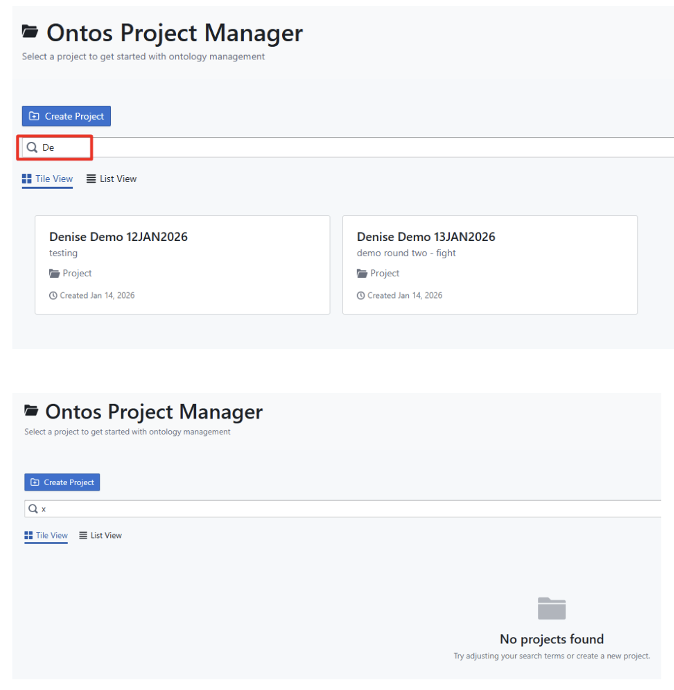 Ontos Project Manager
Select a project to get started with ontology management
Create Project
De
Tile View List View
Denise Demo 12JAN2026 Denise Demo 13JAN2026
testing demo round two - fight
Project Project
Created Jan 14, 2026 Created Jan 14, 2026
Ontos Project Manager
Select a project to get started with ontology management
Create Project
x
Tile View List View
No projects found
Try adjusting your search terms or create a new project.